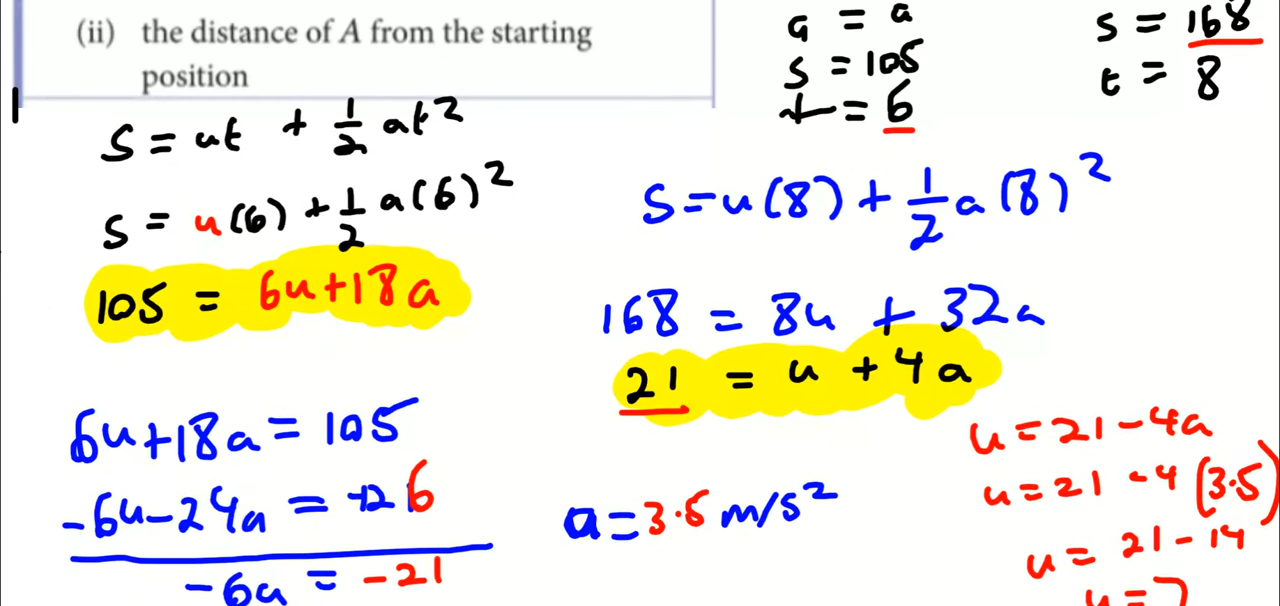 (ii) the distance of A from the starting
position
a = a
s = 105
t = 6
s = 168
t = 8
s = ut + 1/2 at²
s = u(6) + 1/2 a(6)²
105 = 6u+18a
s = u(8) + 1/2 a(8)²
168 = 8u + 32a
21 = u + 4a
6u+18a = 105
-6u-24a = -126
-6a = -21
a = 3.5 m/s²
u = 21 - 4a
u = 21 - 4(3.5)
u = 21 - 14
u = 7